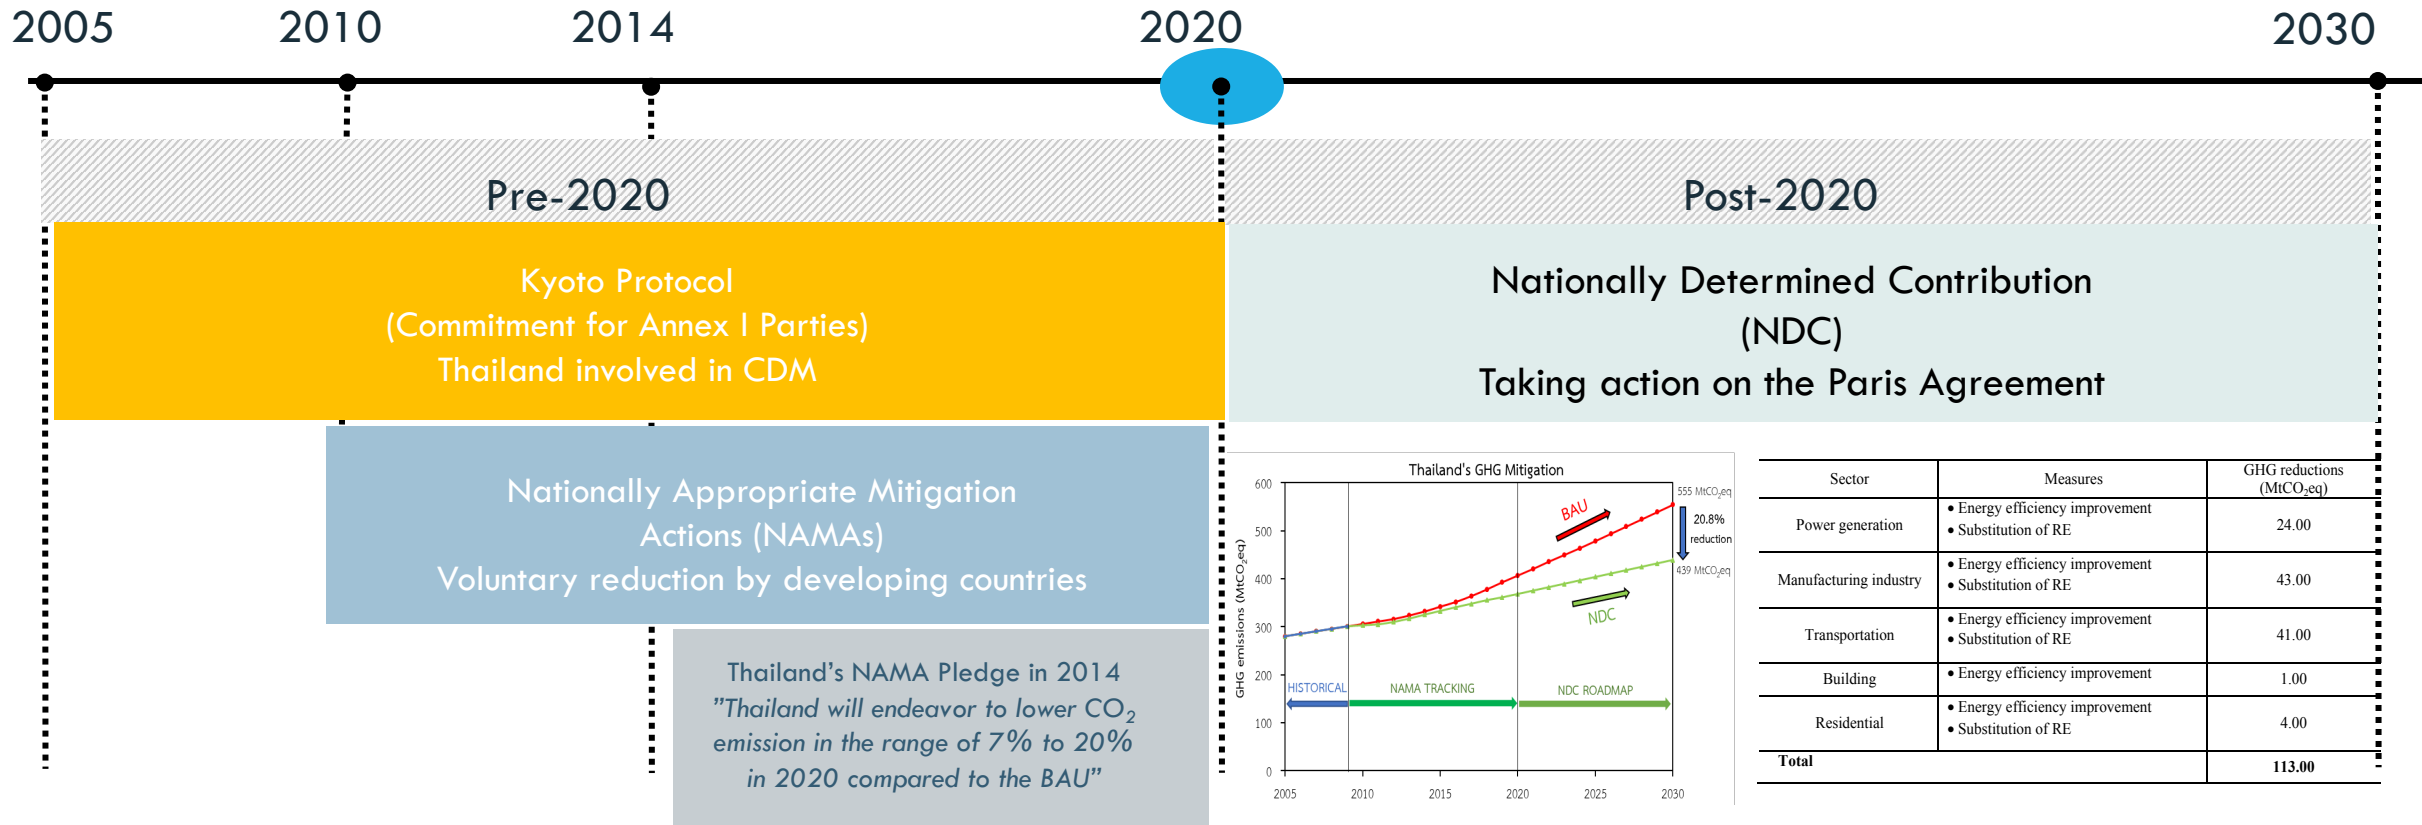 2005
2010
2014
2020
2030
Pre-2020
Post-2020
Kyoto Protocol
(Commitment for Annex I Parties)
Thailand involved in CDM
Nationally Determined Contribution
(NDC)
Taking action on the Paris Agreement
Nationally Appropriate Mitigation
Actions (NAMAs)
Voluntary reduction by developing countries
Thailand’s NAMA Pledge in 2014
”Thailand will endeavor to lower CO₂
emission in the range of 7% to 20%
in 2020 compared to the BAU”
Thailand's GHG Mitigation
GHG emissions (MtCO₂eq)
600
500
400
300
200
100
0
2005
2010
2015
2020
2025
2030
BAU
NDC
555 MtCO₂eq
20.8%
reduction
439 MtCO₂eq
HISTORICAL
NAMA TRACKING
NDC ROADMAP
Sector
Measures
GHG reductions
(MtCO₂eq)
Power generation
• Energy efficiency improvement
• Substitution of RE
24.00
Manufacturing industry
• Energy efficiency improvement
• Substitution of RE
43.00
Transportation
• Energy efficiency improvement
• Substitution of RE
41.00
Building
• Energy efficiency improvement
1.00
Residential
• Energy efficiency improvement
• Substitution of RE
4.00
Total
113.00